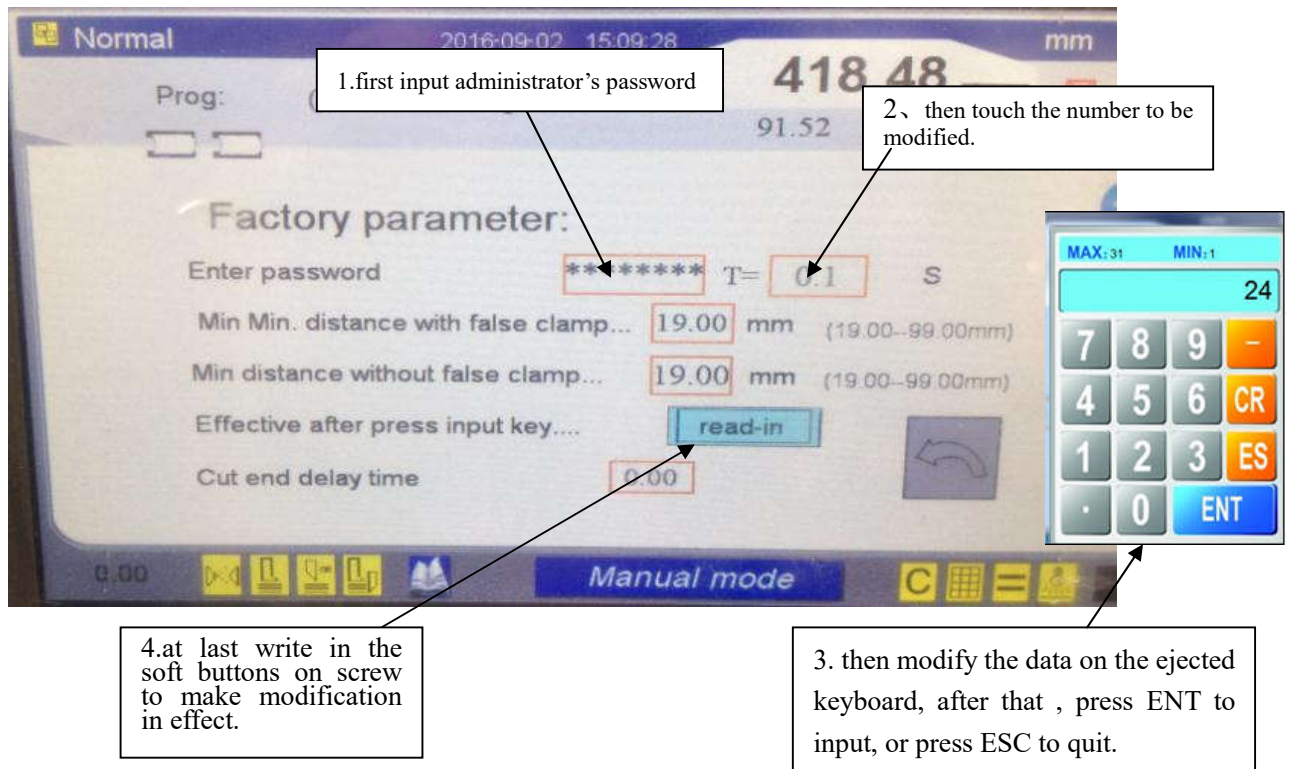 Normal
2016-09-02 15:09:28
mm
1.first input administrator’s password
418.48
Prog:
91.52
2、then touch the number to be
modified.
Factory parameter:
Enter password ******** T= 0.1 S
Min Min. distance with false clamp... 19.00 mm (19.00--99.00mm)
Min distance without false clamp... 19.00 mm (19.00--99.00mm)
Effective after press input key.... read-in
Cut end delay time 0.00
MAX:31 MIN:1
24
7 8 9 -
4 5 6 CR
1 2 3 ES
. 0 ENT
0.00
Manual mode
C
=
4.at last write in the
soft buttons on screw
to make modification
in effect.
3. then modify the data on the ejected
keyboard, after that , press ENT to
input, or press ESC to quit.